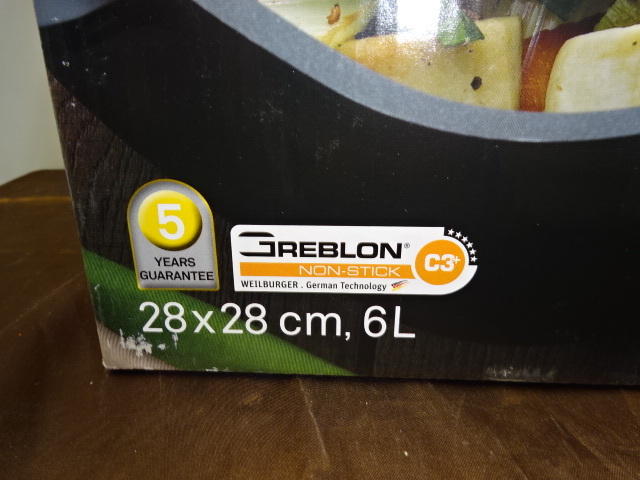 5
YEARS
GUARANTEE
GREBLON®
NON-STICK
C3+
WEILBURGER . German Technology
28 x 28 cm, 6L